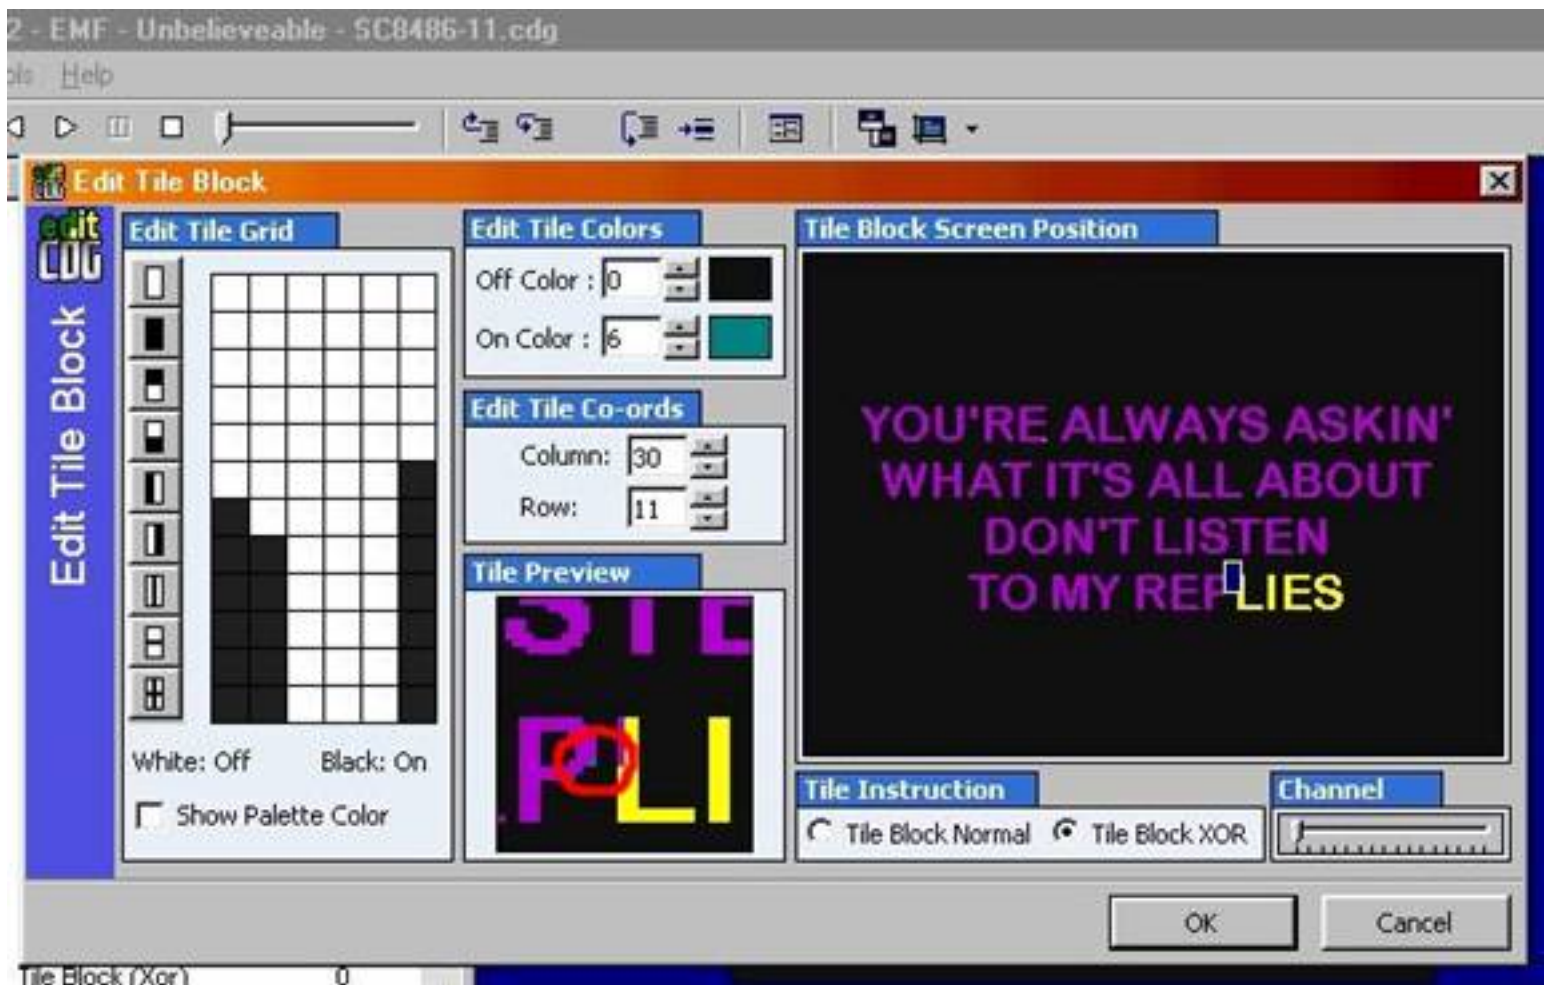 2 - EMF - Unbelieveable - SC8486-11.cdg
ols Help
Edit Tile Block
edit
CDG
Edit Tile Block
Edit Tile Grid
White: Off Black: On
Show Palette Color
Edit Tile Colors
Off Color : 0
On Color : 6
Edit Tile Co-ords
Column: 30
Row: 11
Tile Preview
STE
PLI
Tile Block Screen Position
YOU'RE ALWAYS ASKIN'
WHAT IT'S ALL ABOUT
DON'T LISTEN
TO MY REPLIES
Tile Instruction
Tile Block Normal Tile Block XOR
Channel
OK Cancel
Tile Block (Xor) 0